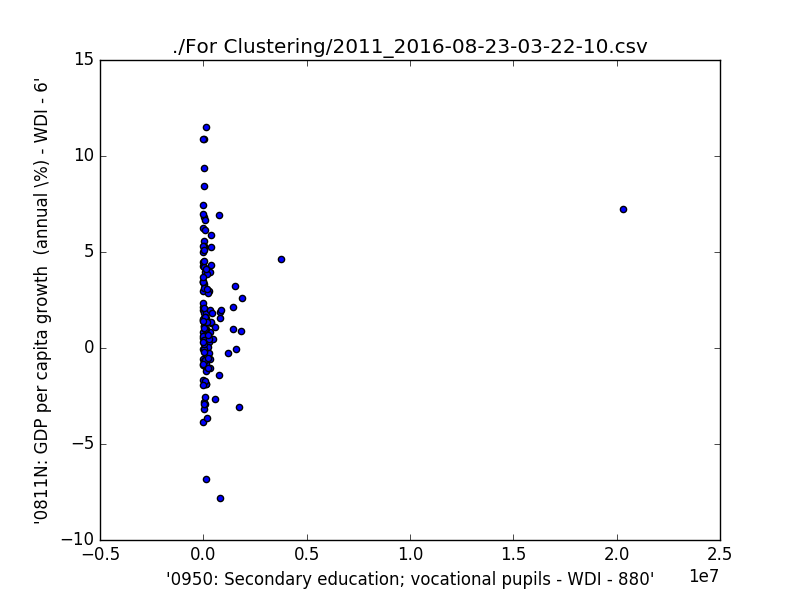 ./For Clustering/2011_2016-08-23-03-22-10.csv
'0811N: GDP per capita growth  (annual \%) - WDI - 6'
15
10
5
0
−5
−10
−0.5 0.0 0.5 1.0 1.5 2.0 2.5
1e7
'0950: Secondary education; vocational pupils - WDI - 880'